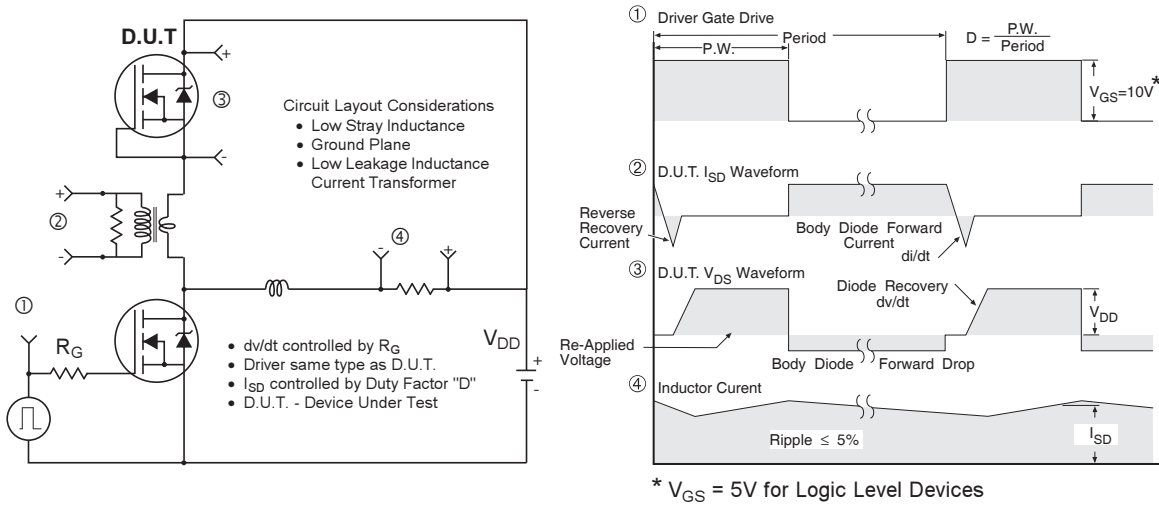 D.U.T
+
③
-
Circuit Layout Considerations
• Low Stray Inductance
• Ground Plane
• Low Leakage Inductance
Current Transformer
+
②
-
④
-
+
①
R_G
• dv/dt controlled by R_G
• Driver same type as D.U.T.
• I_SD controlled by Duty Factor "D"
• D.U.T. - Device Under Test
V_DD
+
-
① Driver Gate Drive
Period
P.W.
D = P.W. / Period
V_GS=10V *
② D.U.T. I_SD Waveform
Reverse
Recovery
Current
Body Diode Forward
Current
di/dt
③ D.U.T. V_DS Waveform
Diode Recovery
dv/dt
V_DD
Re-Applied
Voltage
Body Diode Forward Drop
④ Inductor Curent
Ripple ≤ 5%
I_SD
* V_GS = 5V for Logic Level Devices